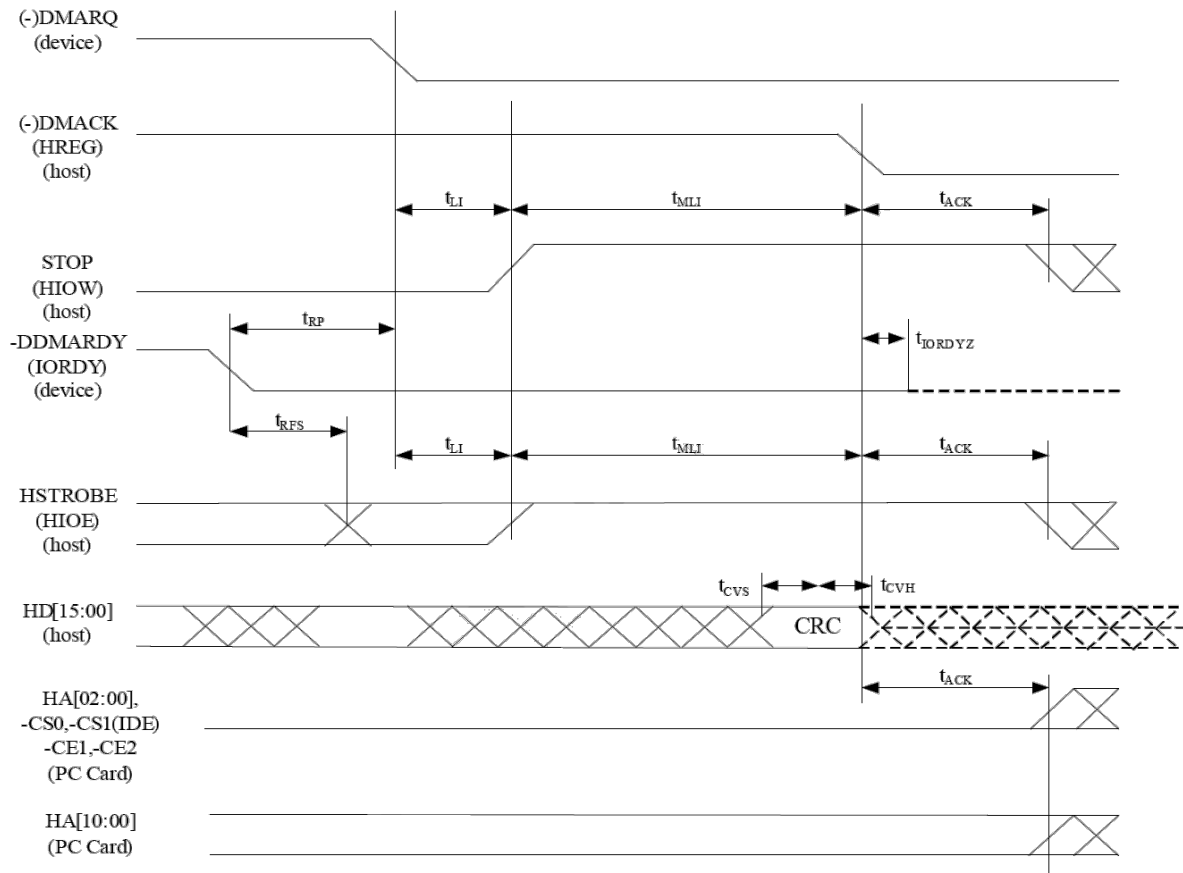 (-)DMARQ
(device)
(-)DMACK
(HREG)
(host)
tLI
tMLI
tACK
STOP
(HIOW)
(host)
tRP
-DDMARDY
(IORDY)
(device)
tIORDYZ
tRFS
tLI
tMLI
tACK
HSTROBE
(HIOE)
(host)
tCVS
tCVH
HD[15:00]
(host)
CRC
tACK
HA[02:00],
-CS0,-CS1(IDE)
-CE1,-CE2
(PC Card)
HA[10:00]
(PC Card)